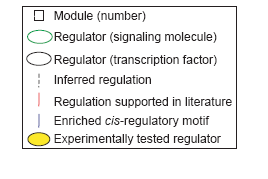 Module (number)
Regulator (signaling molecule)
Regulator (transcription factor)
Inferred regulation
Regulation supported in literature
Enriched cis-regulatory motif
Experimentally tested regulator